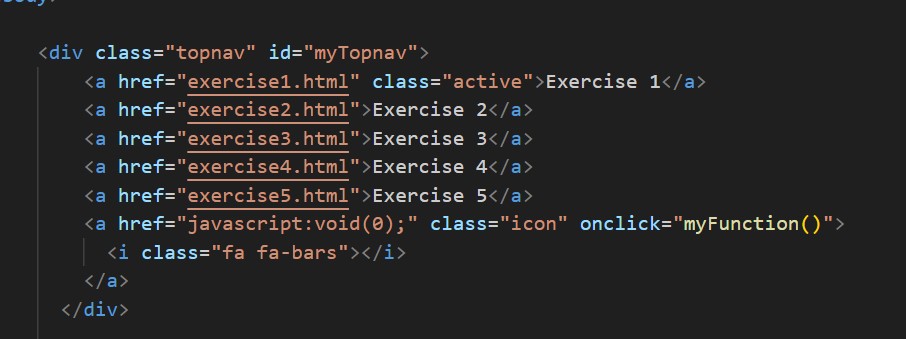 <div class="topnav" id="myTopnav">
<a href="exercise1.html" class="active">Exercise 1</a>
<a href="exercise2.html">Exercise 2</a>
<a href="exercise3.html">Exercise 3</a>
<a href="exercise4.html">Exercise 4</a>
<a href="exercise5.html">Exercise 5</a>
<a href="javascript:void(0);" class="icon" onclick="myFunction()">
<i class="fa fa-bars"></i>
</a>
</div>